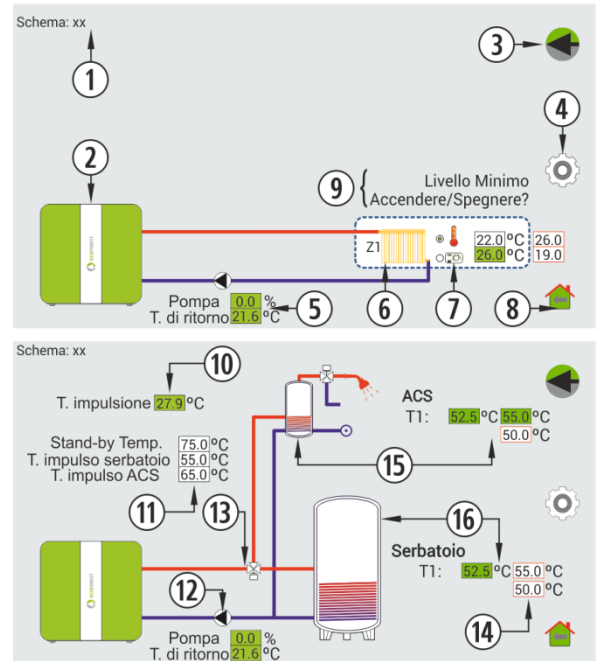 Schema: xx
1
2
3
4
9
Livello Minimo
Accendere/Spegnere?
Z1
22.0 °C 26.0
26.0 °C 19.0
Pompa 0.0 %
T. di ritorno 21.6 °C
5
6
7
8
Schema: xx
10
T. impulsione 27.9 °C
ACS
T1: 52.5 °C 55.0 °C
50.0 °C
Stand-by Temp. 75.0 °C
T. impulso serbatoio 55.0 °C
T. impulso ACS 65.0 °C
15
11
13
16
Serbatoio
T1: 52.5 °C 55.0 °C
50.0 °C
12
14
Pompa 0.0 %
T. di ritorno 21.6 °C